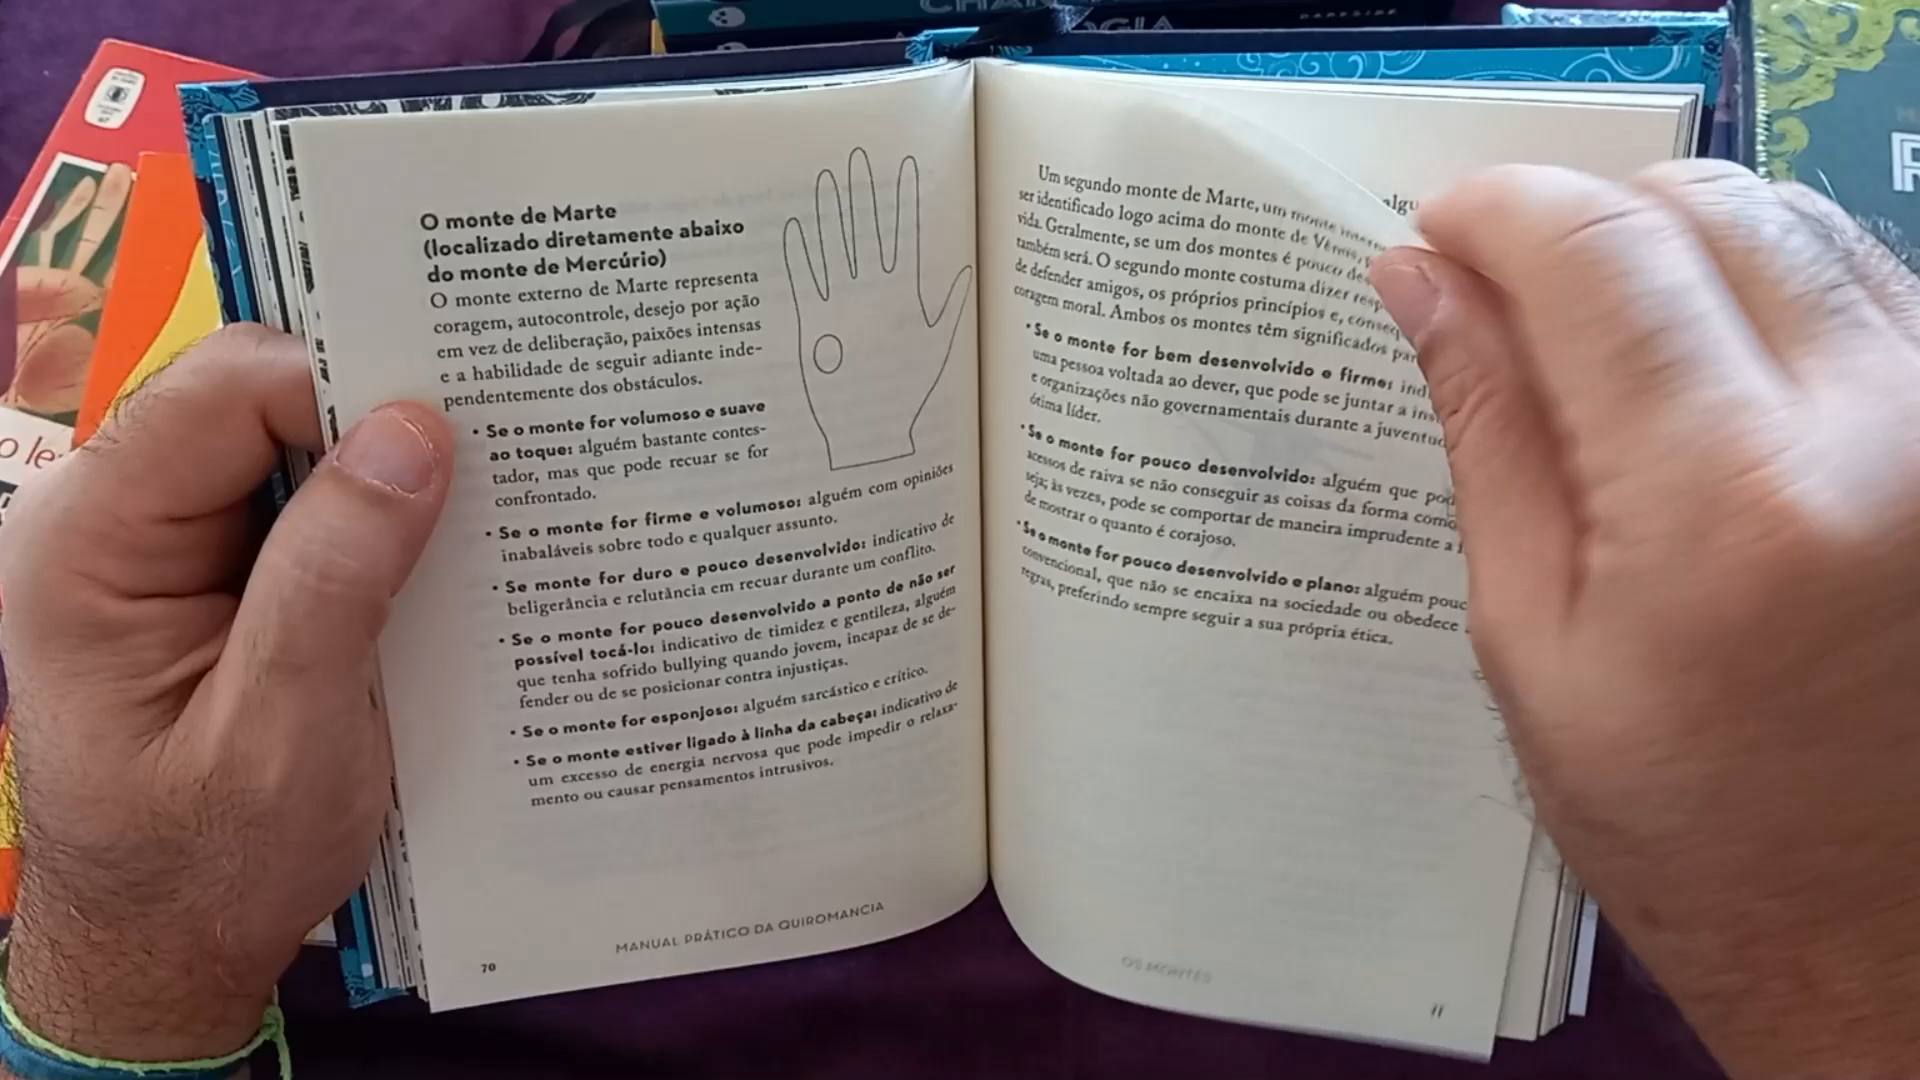 CHA
OGIA
DARKSIDE
R
o le
O monte de Marte
(localizado diretamente abaixo
do monte de Mercúrio)
O monte externo de Marte representa
coragem, autocontrole, desejo por ação
em vez de deliberação, paixões intensas
e a habilidade de seguir adiante inde-
pendentemente dos obstáculos.
• Se o monte for volumoso e suave
ao toque: alguém bastante contes-
tador, mas que pode recuar se for
confrontado.
• Se o monte for firme e volumoso: alguém com opiniões
inabaláveis sobre todo e qualquer assunto.
• Se monte for duro e pouco desenvolvido: indicativo de
beligerância e relutância em recuar durante um conflito.
• Se o monte for pouco desenvolvido a ponto de não ser
possível tocá-lo: indicativo de timidez e gentileza, alguém
que tenha sofrido bullying quando jovem, incapaz de se de-
fender ou de se posicionar contra injustiças.
• Se o monte for esponjoso: alguém sarcástico e crítico.
• Se o monte estiver ligado à linha da cabeça: indicativo de
um excesso de energia nervosa que pode impedir o relaxa-
mento ou causar pensamentos intrusivos.
MANUAL PRÁTICO DA QUIROMANCIA
70
Um segundo monte de Marte, um monte algu
ser identificado logo acima do monte de Vênus,
vida. Geralmente, se um dos montes é pouco
também será. O segundo monte costuma dizer
de defender amigos, os próprios princípios e,
coragem moral. Ambos os montes têm significados
• Se o monte for bem desenvolvido e firme:
uma pessoa voltada ao dever, que pode se juntar a
e organizações não governamentais durante a
ótima líder.
• Se o monte for pouco desenvolvido: alguém que
acessos de raiva se não conseguir as coisas da forma como
seja; às vezes, pode se comportar de maneira imprudente a
de mostrar o quanto é corajoso.
• Se o monte for pouco desenvolvido e plano: alguém
convencional, que não se encaixa na sociedade ou obedece
regras, preferindo sempre seguir a sua própria ética.
OS MONTES